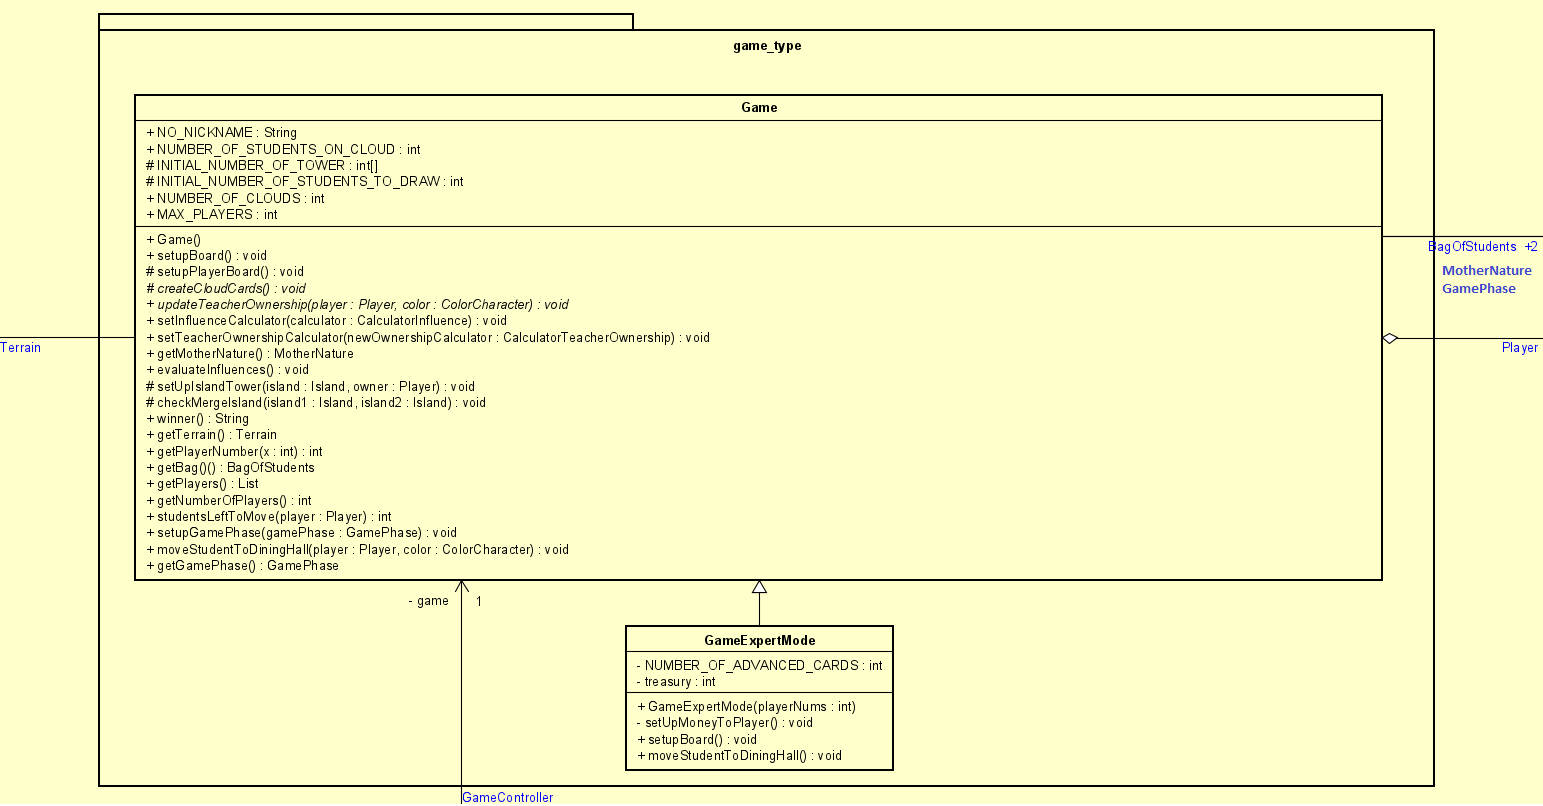 game_type
Game
+ NO_NICKNAME : String
+ NUMBER_OF_STUDENTS_ON_CLOUD : int
# INITIAL_NUMBER_OF_TOWER : int[]
# INITIAL_NUMBER_OF_STUDENTS_TO_DRAW : int
+ NUMBER_OF_CLOUDS : int
+ MAX_PLAYERS : int
+ Game()
+ setupBoard() : void
# setupPlayerBoard() : void
# createCloudCards() : void
+ updateTeacherOwnership(player : Player, color : ColorCharacter) : void
+ setInfluenceCalculator(calculator : CalculatorInfluence) : void
+ setTeacherOwnershipCalculator(newOwnershipCalculator : CalculatorTeacherOwnership) : void
+ getMotherNature() : MotherNature
+ evaluateInfluences() : void
# setUpIslandTower(island : Island, owner : Player) : void
# checkMergeIsland(island1 : Island, island2 : Island) : void
+ winner() : String
+ getTerrain() : Terrain
+ getPlayerNumber(x : int) : int
+ getBag()() : BagOfStudents
+ getPlayers() : List
+ getNumberOfPlayers() : int
+ studentsLeftToMove(player : Player) : int
+ setupGamePhase(gamePhase : GamePhase) : void
+ moveStudentToDiningHall(player : Player, color : ColorCharacter) : void
+ getGamePhase() : GamePhase
BagOfStudents +2
MotherNature
GamePhase
Terrain
Player
- game 1
GameExpertMode
- NUMBER_OF_ADVANCED_CARDS : int
- treasury : int
+ GameExpertMode(playerNums : int)
- setUpMoneyToPlayer() : void
+ setupBoard() : void
+ moveStudentToDiningHall() : void
GameController